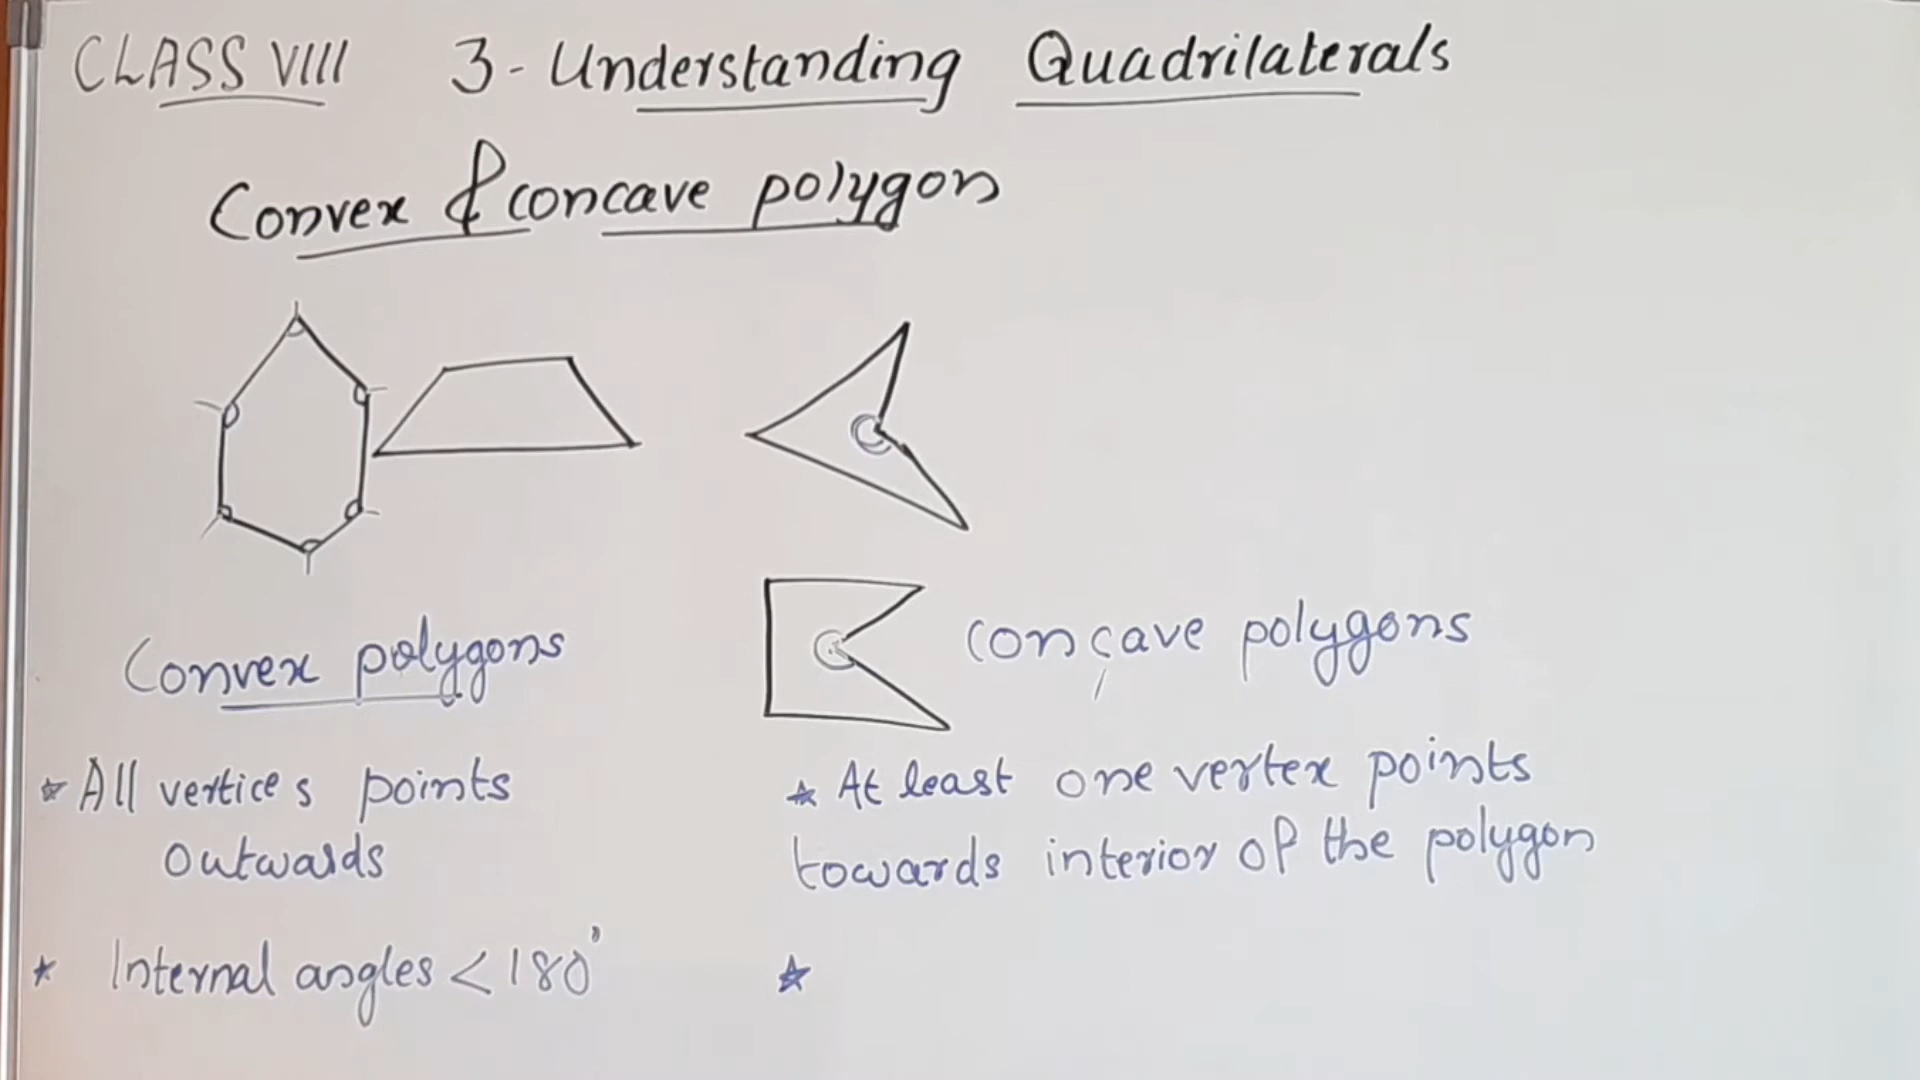 CLASS VIII 3-Understanding Quadrilaterals
Convex & concave polygon
Convex polygons
concave polygons
* All vertices points
outwards
* At least one vertex points
towards interior of the polygon
* Internal angles < 180°
*